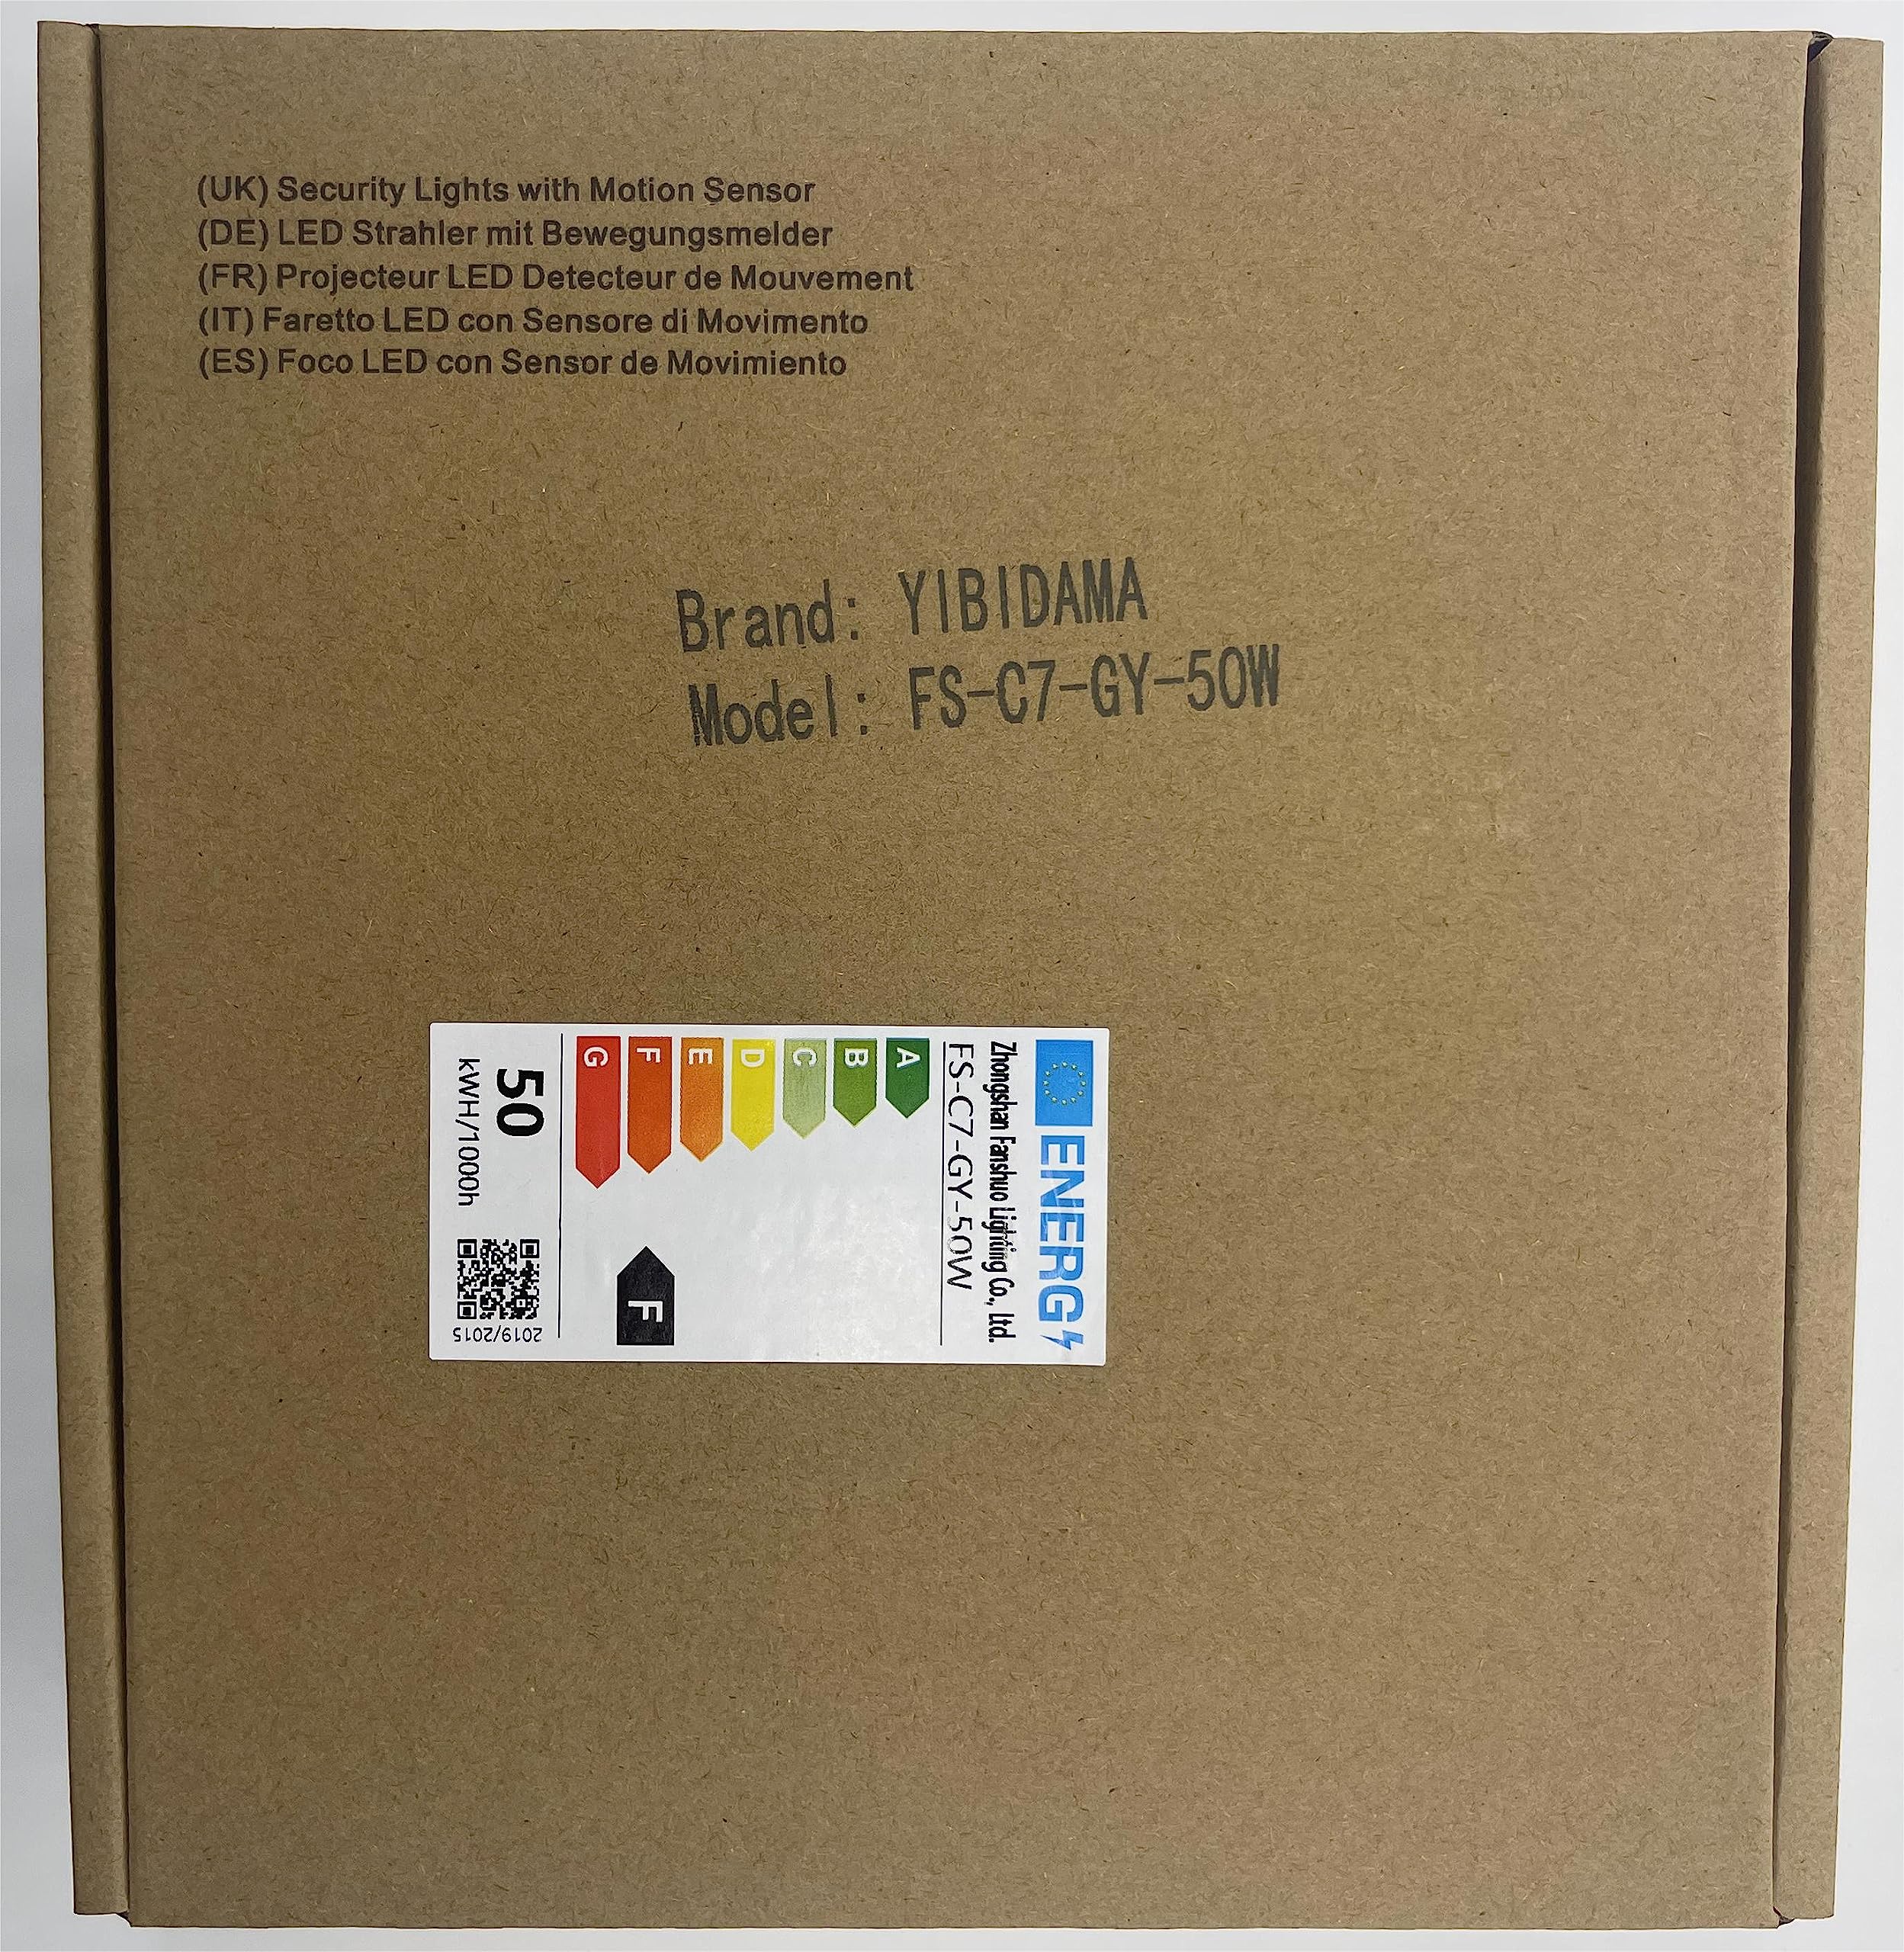 (UK) Security Lights with Motion Sensor
(DE) LED Strahler mit Bewegungsmelder
(FR) Projecteur LED Detecteur de Mouvement
(IT) Faretto LED con Sensore di Movimento
(ES) Foco LED con Sensor de Movimiento
Brand: YIBIDAMA
Model: FS-C7-GY-50W
ENERG
Zhongshan Fanshuo Lighting Co., Ltd.
FS-C7-GY-50W
A
B
C
D
E
F
G
F
50
kWH/1000h
2019/2015